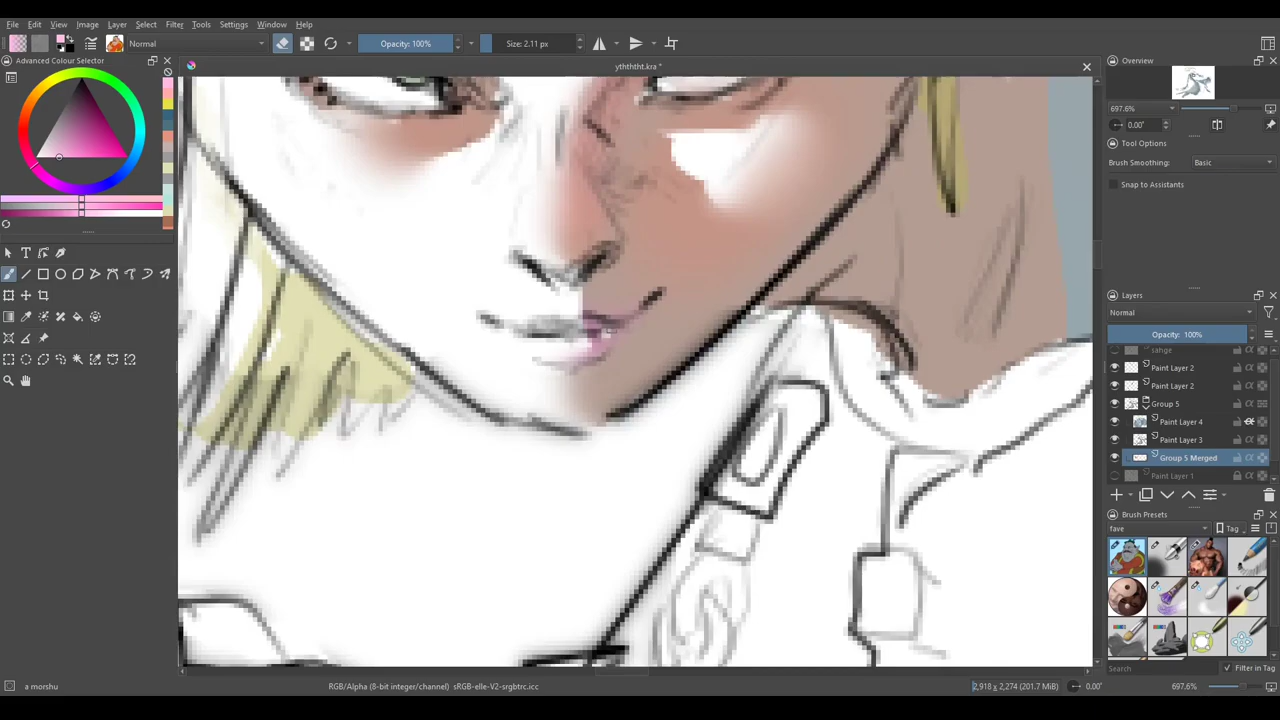 File Edit View Image Layer Select Filter Tools Settings Window Help
Normal Opacity: 100% Size: 2.11 px
Advanced Colour Selector
ythththt.kra *
Overview
697.6%
0.00°
Tool Options
Brush Smoothing: Basic
Snap to Assistants
Layers
Normal
Opacity: 100%
sahge
Paint Layer 2
Paint Layer 2
Group 5
Paint Layer 4
Paint Layer 3
Group 5 Merged
Paint Layer 1
Brush Presets
fave Tag
Search Filter in Tag
a morshu RGB/Alpha (8-bit integer/channel) sRGB-elle-V2-srgbtrc.icc 2,918 x 2,274 (201.7 MiB) 0.00° 697.6%